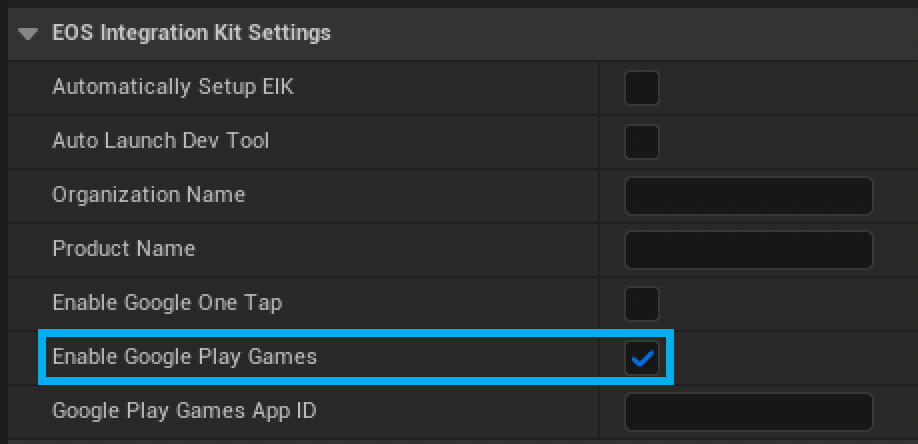 EOS Integration Kit Settings
Automatically Setup EIK
Auto Launch Dev Tool
Organization Name
Product Name
Enable Google One Tap
Enable Google Play Games
Google Play Games App ID